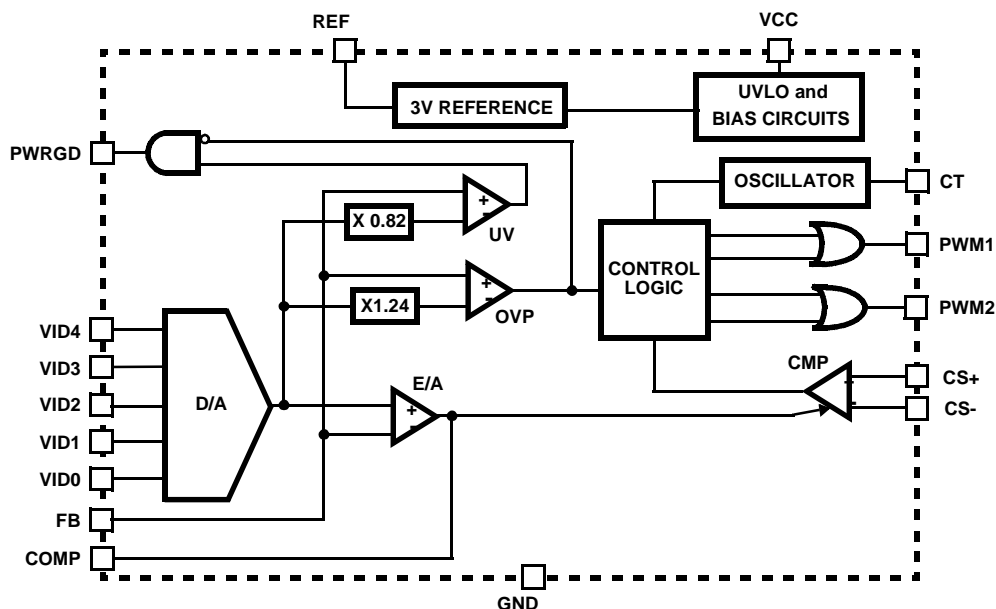 REF
VCC
3V REFERENCE
UVLO and
BIAS CIRCUITS
PWRGD
OSCILLATOR
CT
+
-
X 0.82
UV
PWM1
CONTROL
LOGIC
+
-
X1.24
OVP
PWM2
VID4
VID3
VID2
VID1
VID0
D/A
E/A
+
-
CMP
+
-
CS+
CS-
FB
COMP
GND